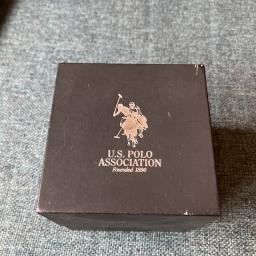 U.S. POLO
ASSOCIATION
Founded 1890